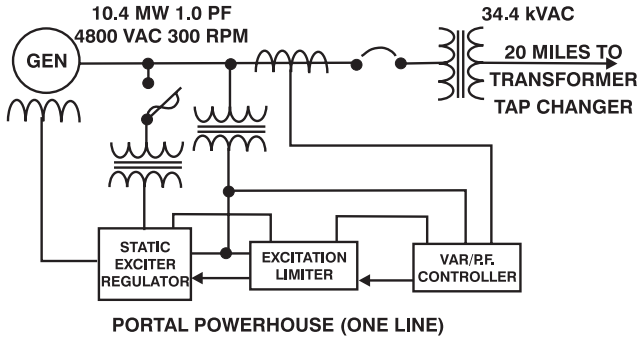 10.4 MW 1.0 PF
4800 VAC 300 RPM
34.4 kVAC
GEN
20 MILES TO
TRANSFORMER
TAP CHANGER
STATIC
EXCITER
REGULATOR
EXCITATION
LIMITER
VAR/P.F.
CONTROLLER
PORTAL POWERHOUSE (ONE LINE)